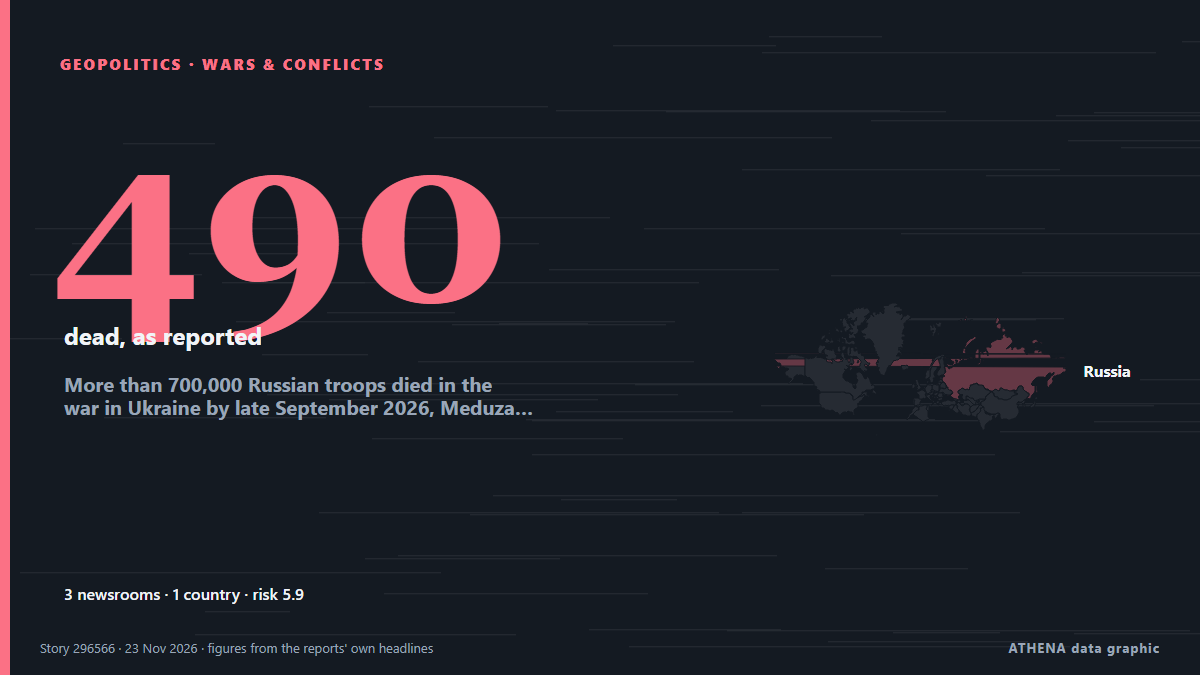 GEOPOLITICS · WARS & CONFLICTS
490
dead, as reported
More than 700,000 Russian troops died in the
war in Ukraine by late September 2026, Meduza…
Russia
3 newsrooms · 1 country · risk 5.9
Story 296566 · 23 Nov 2026 · figures from the reports' own headlines
ATHENA data graphic